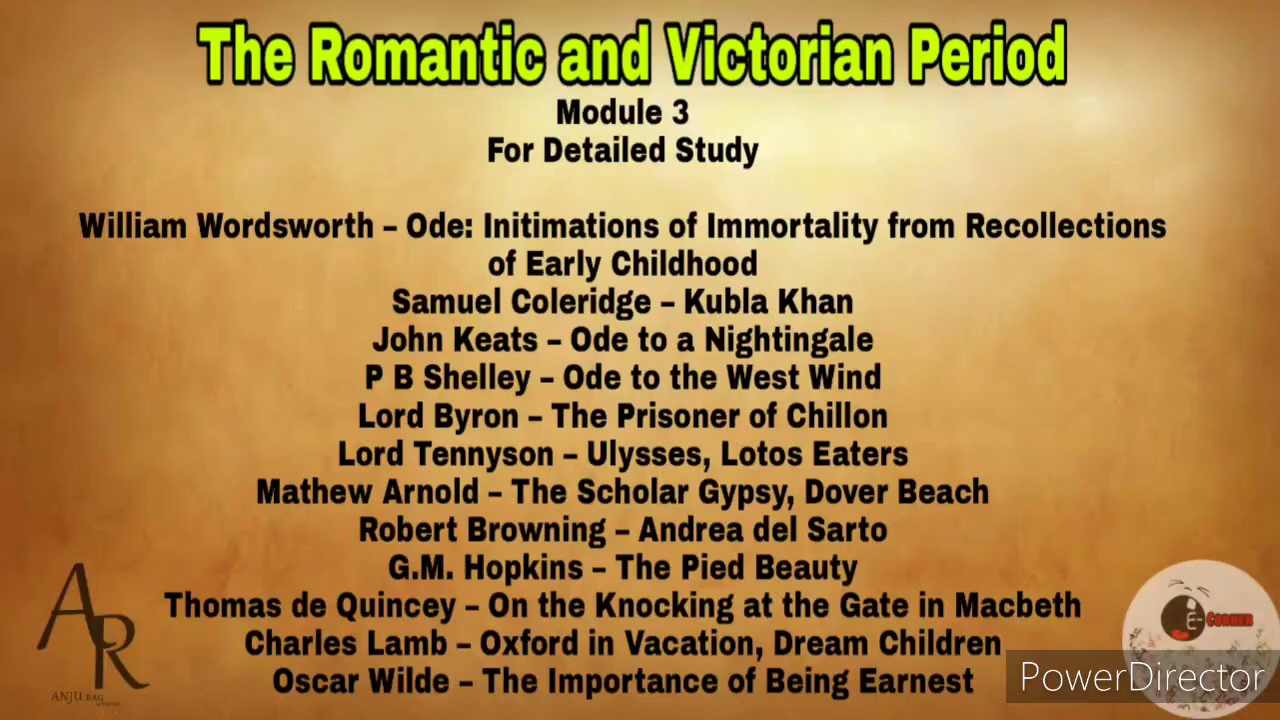 The Romantic and Victorian Period
Module 3
For Detailed Study
William Wordsworth – Ode: Initimations of Immortality from Recollections
of Early Childhood
Samuel Coleridge – Kubla Khan
John Keats – Ode to a Nightingale
P B Shelley – Ode to the West Wind
Lord Byron – The Prisoner of Chillon
Lord Tennyson – Ulysses, Lotos Eaters
Mathew Arnold – The Scholar Gypsy, Dover Beach
Robert Browning – Andrea del Sarto
G.M. Hopkins – The Pied Beauty
Thomas de Quincey – On the Knocking at the Gate in Macbeth
Charles Lamb – Oxford in Vacation, Dream Children
Oscar Wilde – The Importance of Being Earnest
AR
ANJU RAG
E-CORNER
PowerDirector